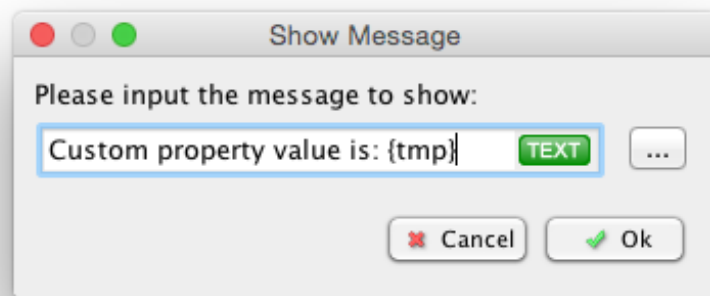 Show Message
Please input the message to show:
Custom property value is: {tmp} TEXT ...
Cancel Ok